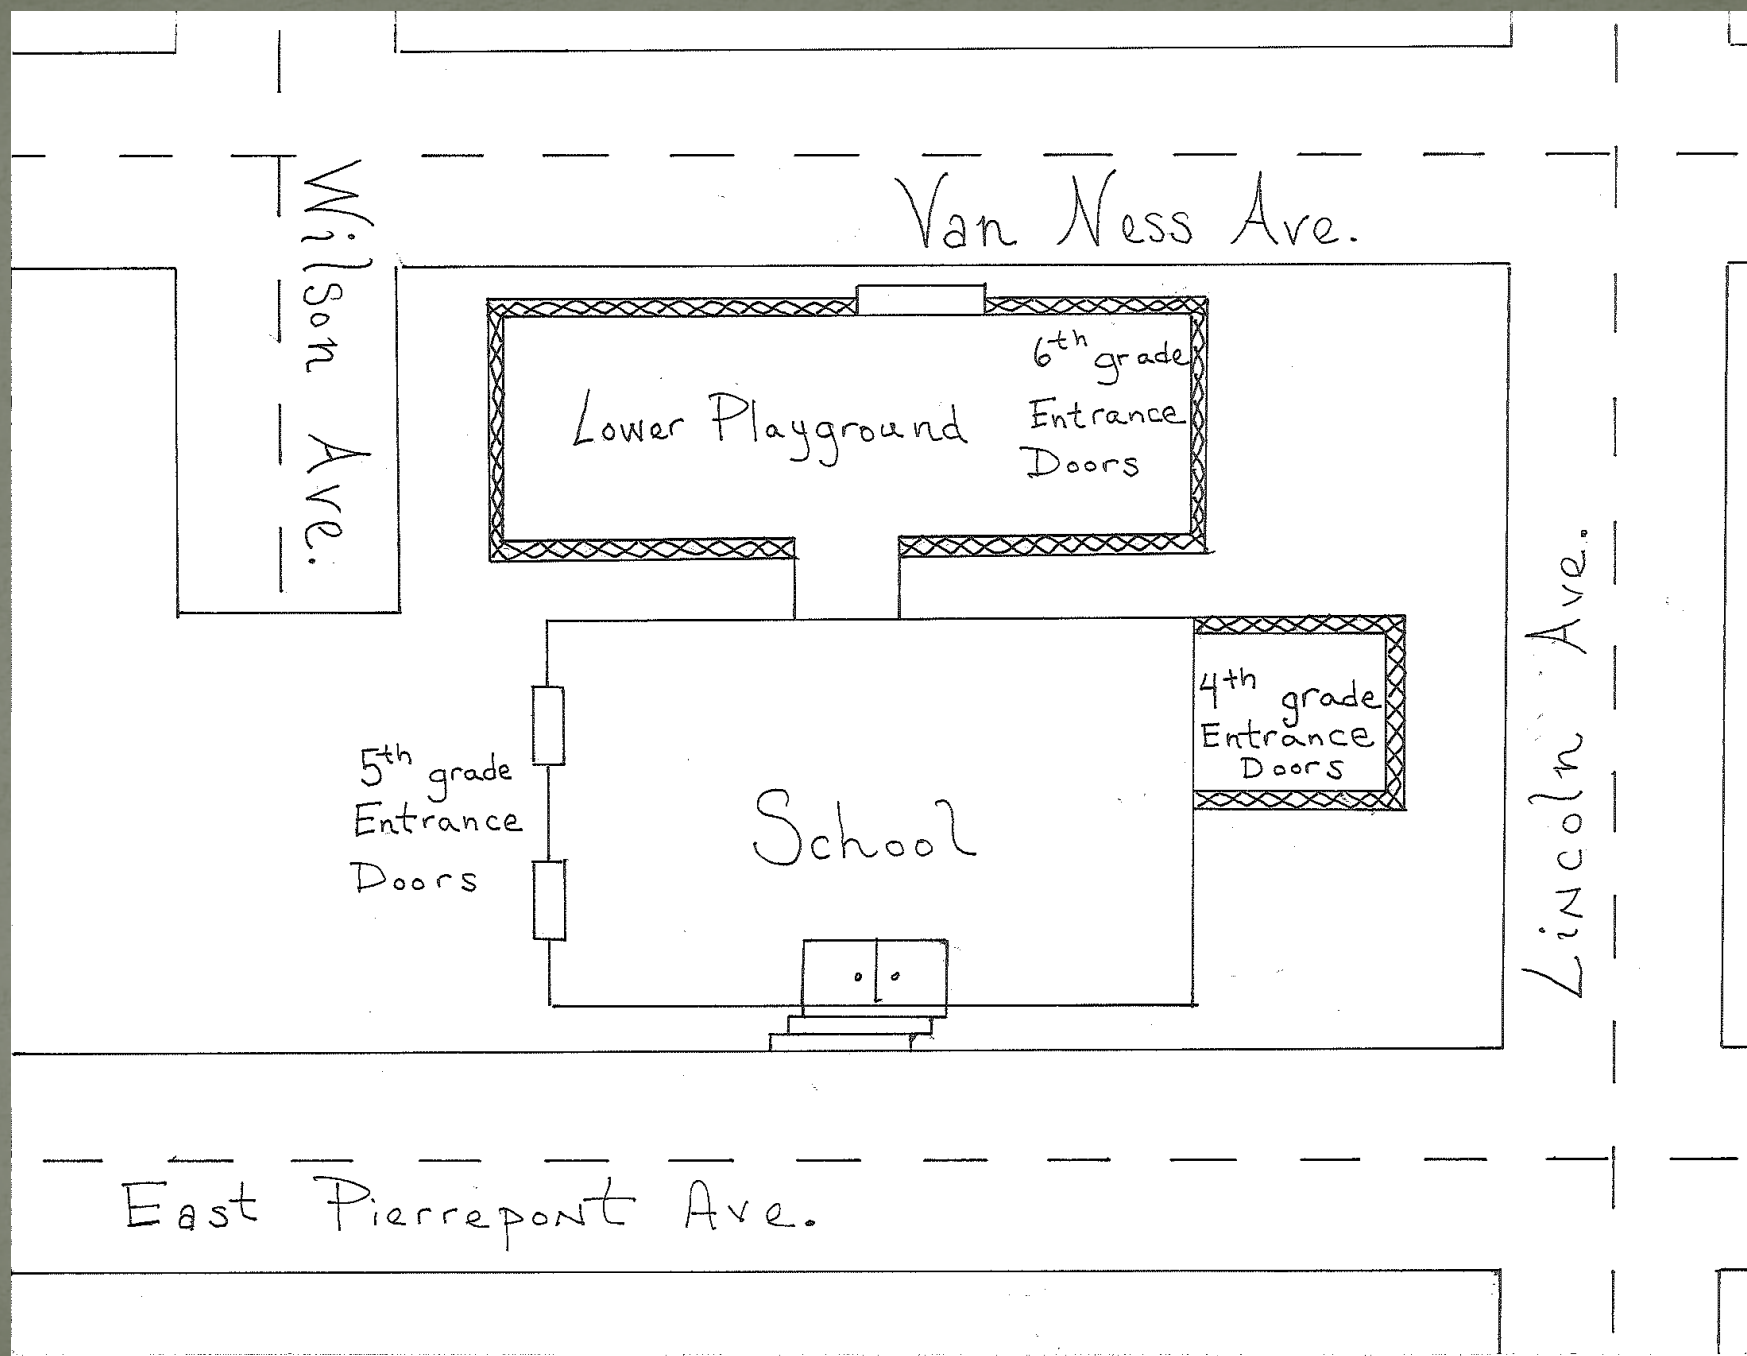 Van Ness Ave.
Wilson Ave.
6th grade
Entrance
Doors
Lower Playground
4th grade
Entrance
Doors
5th grade
Entrance
Doors
School
Lincoln Ave.
East Pierrepont Ave.